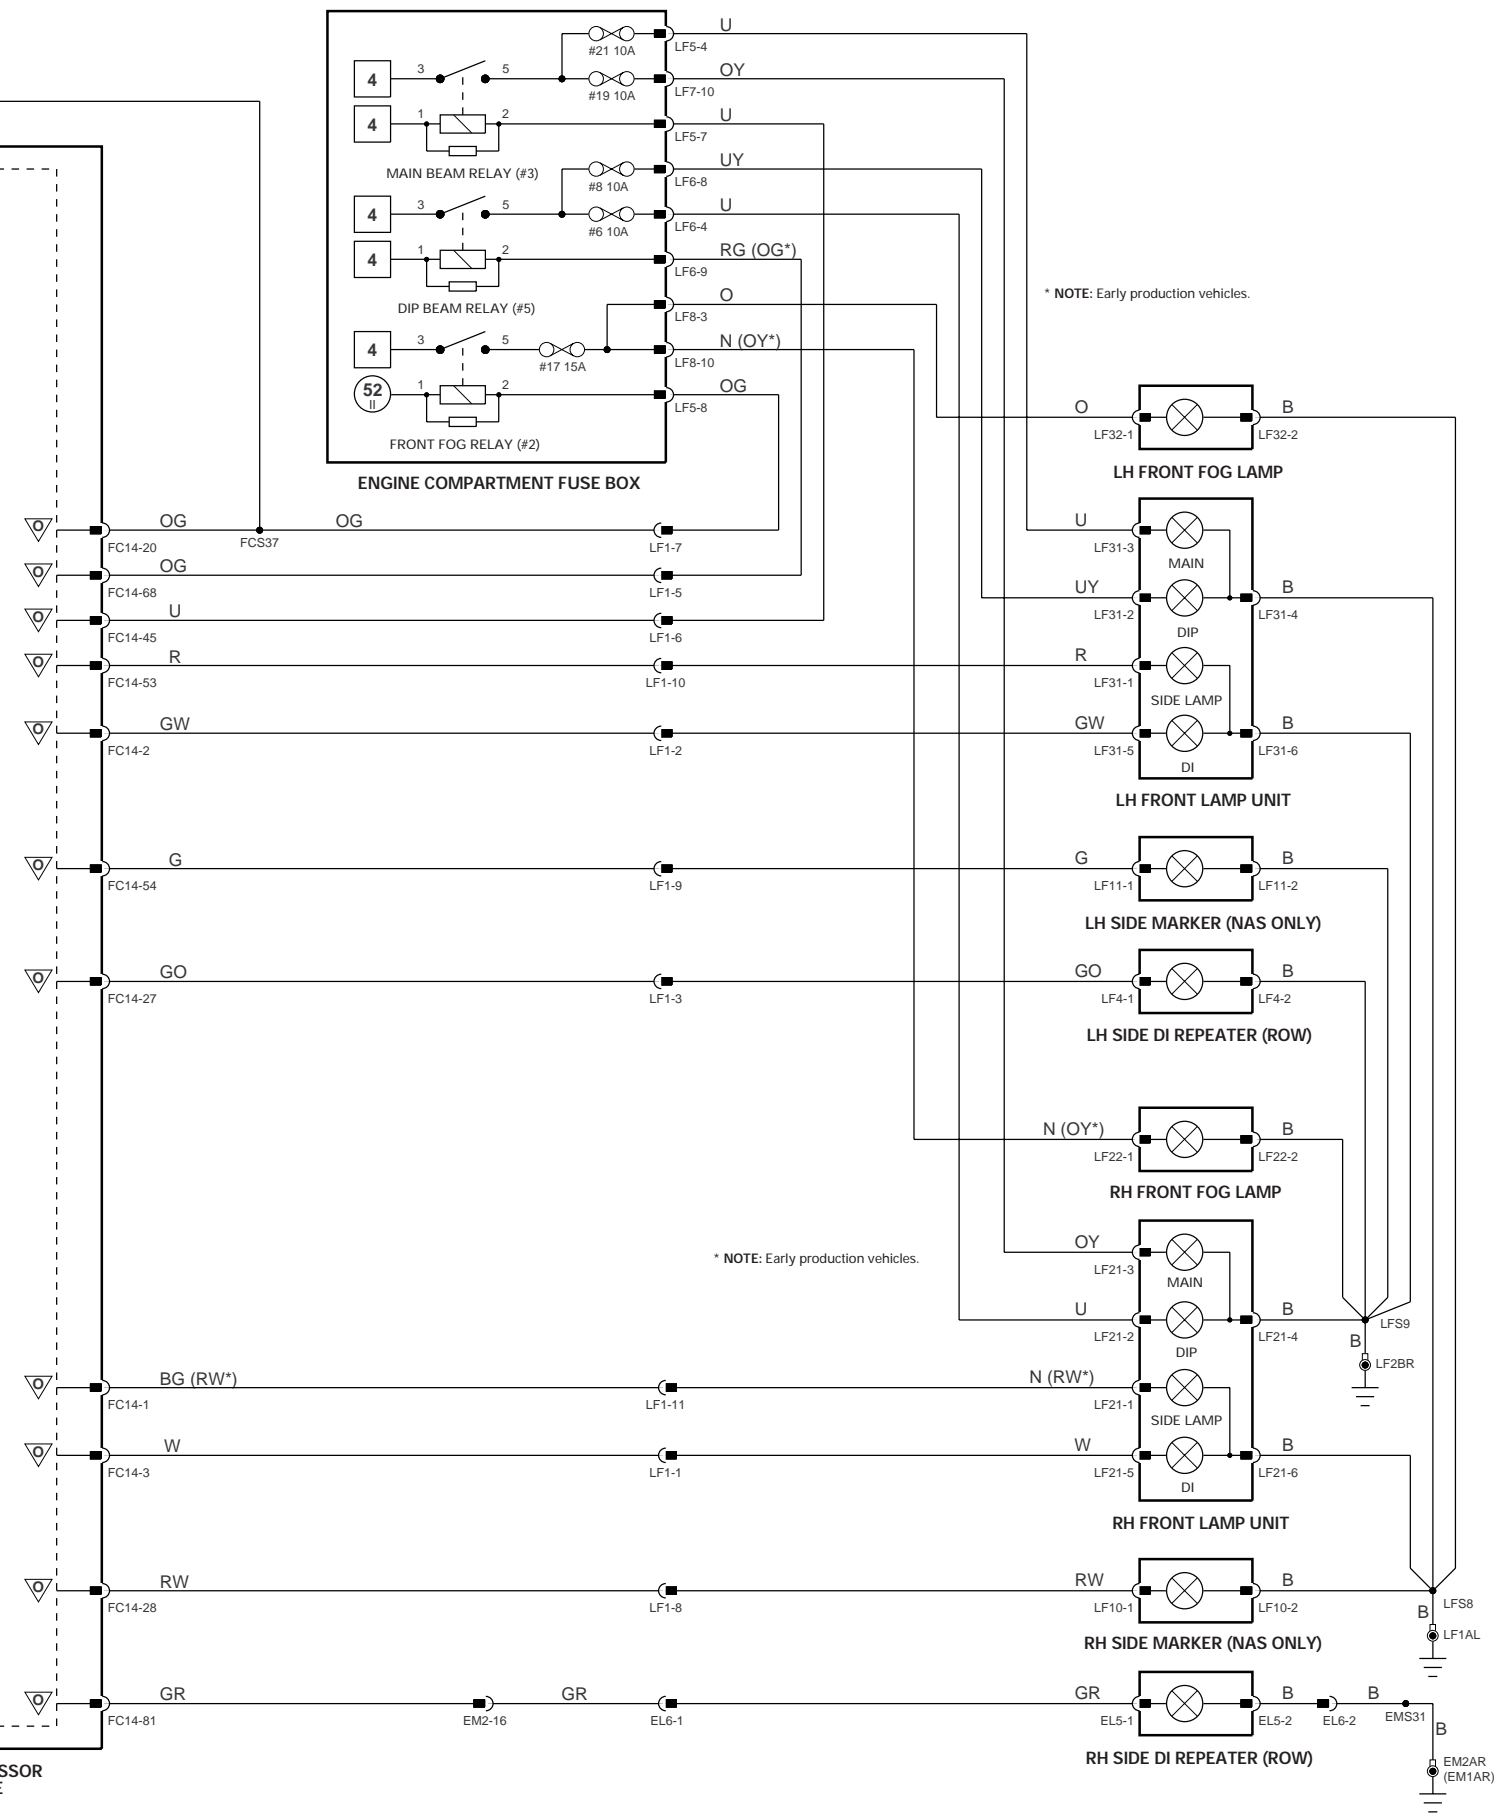 U
#21 10A
LF5-4
4
3
5
OY
#19 10A
LF7-10
4
1
2
U
LF5-7
MAIN BEAM RELAY (#3)
UY
#8 10A
LF6-8
4
3
5
U
#6 10A
LF6-4
4
1
2
RG (OG*)
LF6-9
DIP BEAM RELAY (#5)
O
LF8-3
* NOTE: Early production vehicles.
4
3
5
N (OY*)
#17 15A
LF8-10
52
II
1
2
OG
LF5-8
FRONT FOG RELAY (#2)
ENGINE COMPARTMENT FUSE BOX
O
B
LF32-1
LF32-2
LH FRONT FOG LAMP
O
OG
OG
U
FC14-20
FCS37
LF1-7
LF31-3
MAIN
O
OG
FC14-68
LF1-5
UY
B
LF31-2
LF31-4
DIP
O
U
FC14-45
LF1-6
O
R
R
FC14-53
LF1-10
LF31-1
SIDE LAMP
O
GW
GW
B
FC14-2
LF1-2
LF31-5
LF31-6
DI
LH FRONT LAMP UNIT
O
G
G
B
FC14-54
LF1-9
LF11-1
LF11-2
LH SIDE MARKER (NAS ONLY)
O
GO
GO
B
FC14-27
LF1-3
LF4-1
LF4-2
LH SIDE DI REPEATER (ROW)
N (OY*)
B
LF22-1
LF22-2
RH FRONT FOG LAMP
* NOTE: Early production vehicles.
OY
LF21-3
MAIN
U
B
LF21-2
LF21-4
LFS9
DIP
B
LF2BR
O
BG (RW*)
N (RW*)
FC14-1
LF1-11
LF21-1
SIDE LAMP
O
W
W
B
FC14-3
LF1-1
LF21-5
LF21-6
DI
RH FRONT LAMP UNIT
O
RW
RW
B
FC14-28
LF1-8
LF10-1
LF10-2
LFS8
B
LF1AL
RH SIDE MARKER (NAS ONLY)
O
GR
GR
GR
B
B
FC14-81
EM2-16
EL6-1
EL5-1
EL5-2
EL6-2
EMS31
B
RH SIDE DI REPEATER (ROW)
EM2AR
(EM1AR)
SSOR
E